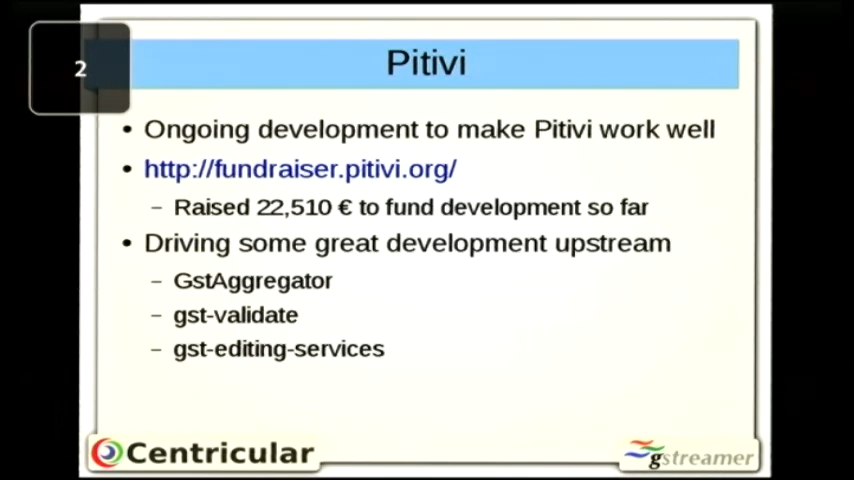 2
Pitivi
• Ongoing development to make Pitivi work well
• http://fundraiser.pitivi.org/
– Raised 22,510 € to fund development so far
• Driving some great development upstream
– GstAggregator
– gst-validate
– gst-editing-services
Centricular
gstreamer